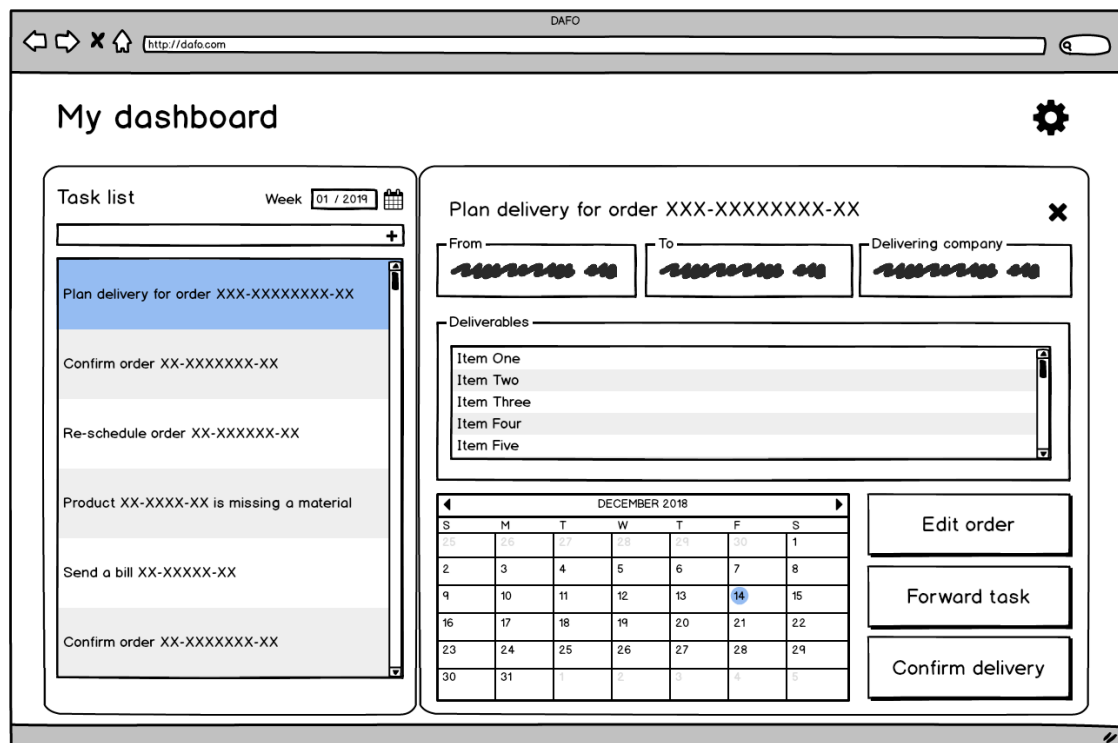 DAFO
http://dafo.com
My dashboard
Task list
Week 01 / 2019
+
Plan delivery for order XXX-XXXXXXXX-XX
Confirm order XX-XXXXXXX-XX
Re-schedule order XX-XXXXXX-XX
Product XX-XXXX-XX is missing a material
Send a bill XX-XXXXX-XX
Confirm order XX-XXXXXXX-XX
Plan delivery for order XXX-XXXXXXXX-XX
From
To
Delivering company
Deliverables
Item One
Item Two
Item Three
Item Four
Item Five
DECEMBER 2018
S M T W T F S
25 26 27 28 29 30 1
2 3 4 5 6 7 8
9 10 11 12 13 14 15
16 17 18 19 20 21 22
23 24 25 26 27 28 29
30 31 1 2 3 4 5
Edit order
Forward task
Confirm delivery